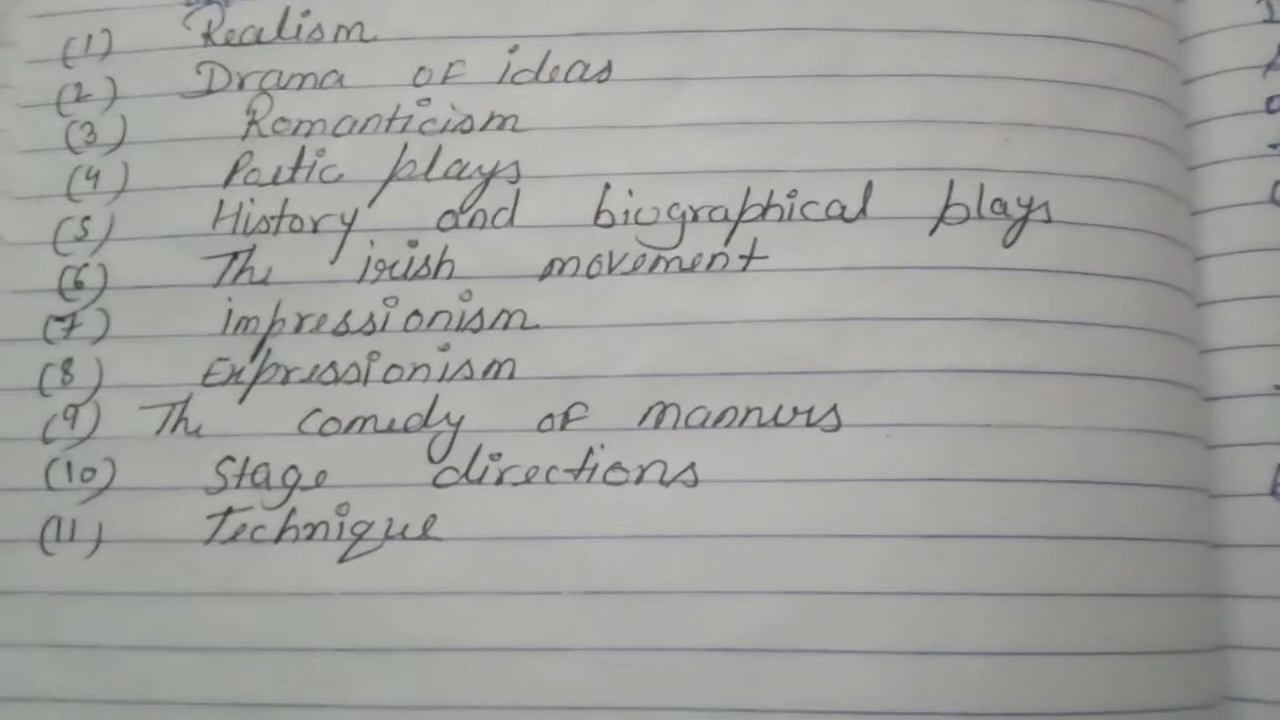 (1) Realism
(2) Drama of ideas
(3) Romanticism
(4) Poetic plays
(5) History and biographical plays
(6) The irish movement
(7) impressionism
(8) Expressionism
(9) The comedy of manners
(10) Stage directions
(11) Technique